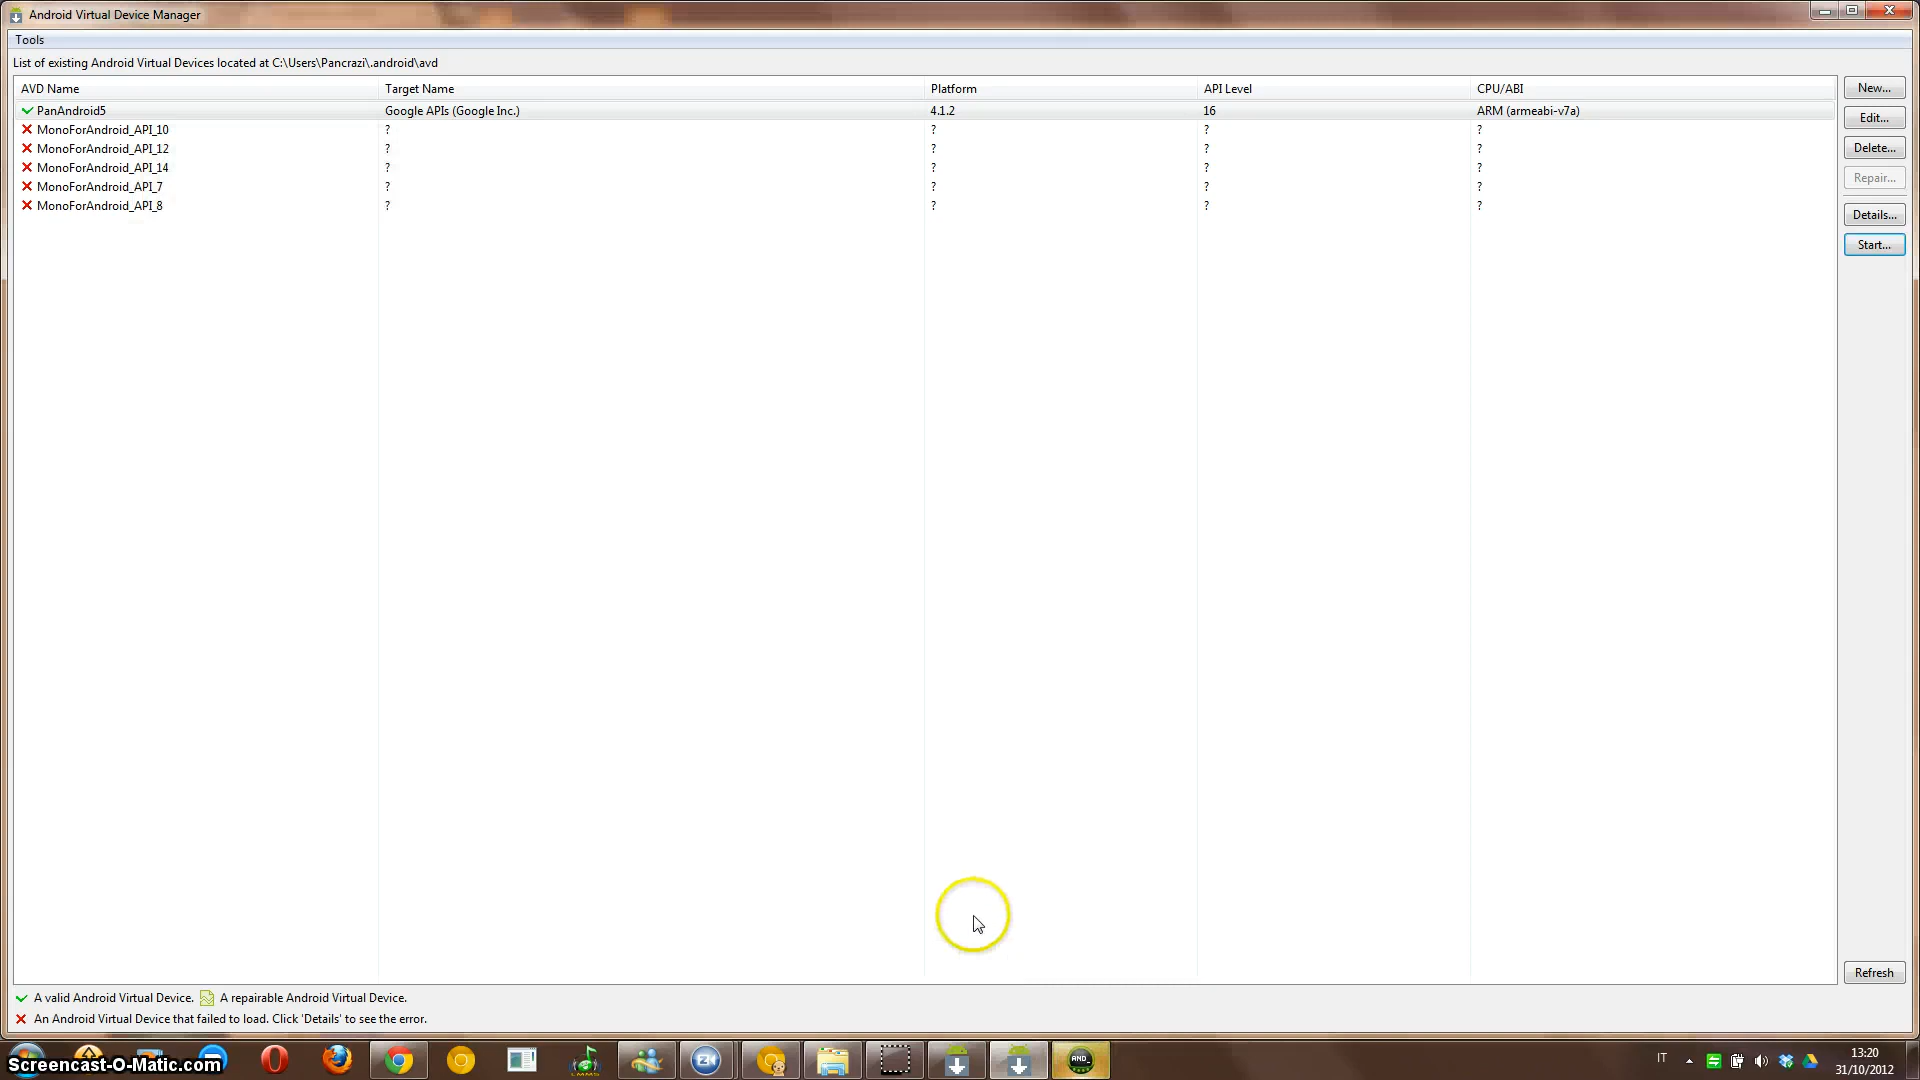 Android Virtual Device Manager
Tools
List of existing Android Virtual Devices located at C:\Users\Pancrazi\.android\avd
AVD Name Target Name Platform API Level CPU/ABI
PanAndroid5 Google APIs (Google Inc.) 4.1.2 16 ARM (armeabi-v7a)
MonoForAndroid_API_10 ? ? ? ?
MonoForAndroid_API_12 ? ? ? ?
MonoForAndroid_API_14 ? ? ? ?
MonoForAndroid_API_7 ? ? ? ?
MonoForAndroid_API_8 ? ? ? ?
New...
Edit...
Delete...
Repair...
Details...
Start...
Refresh
A valid Android Virtual Device. A repairable Android Virtual Device.
An Android Virtual Device that failed to load. Click 'Details' to see the error.
Screencast-O-Matic.com
LMMS
ZK
AND
IT
13:20
31/10/2012